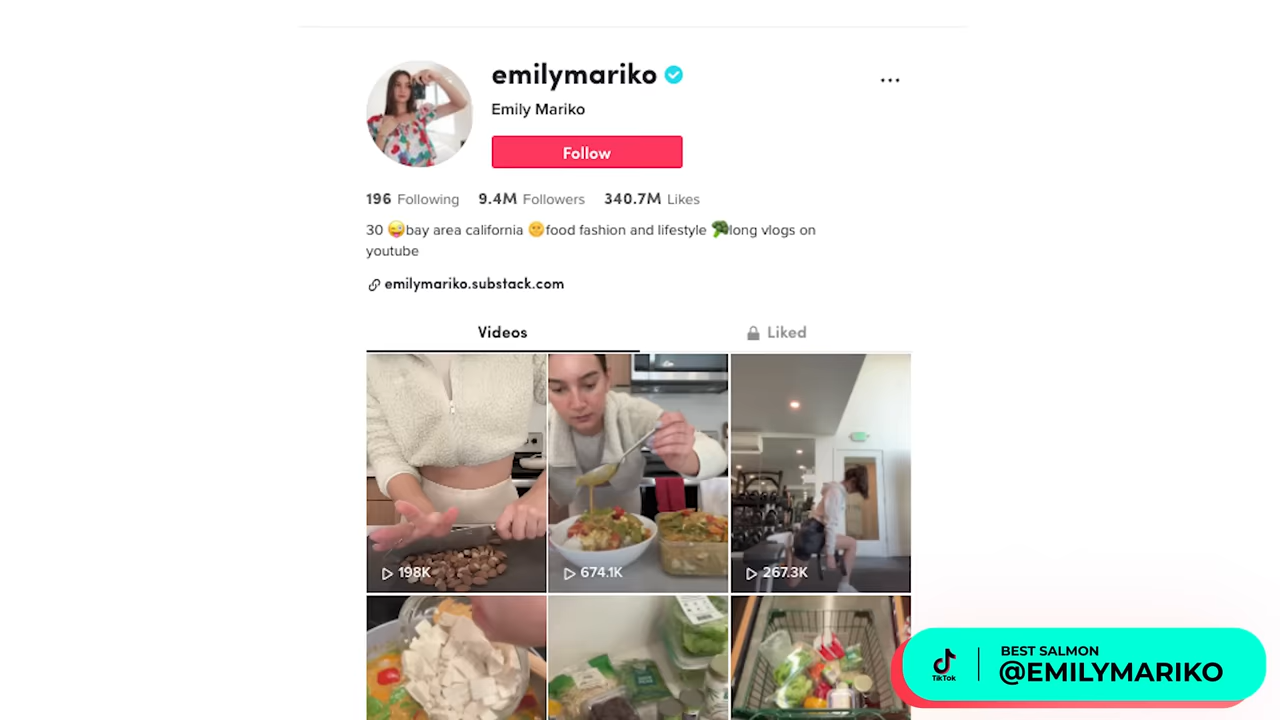 emilymariko
Emily Mariko
Follow
196 Following 9.4M Followers 340.7M Likes
30 😜bay area california 🌝food fashion and lifestyle 🥦long vlogs on
youtube
emilymariko.substack.com
Videos Liked
198K 674.1K 267.3K
BEST SALMON
TikTok @EMILYMARIKO